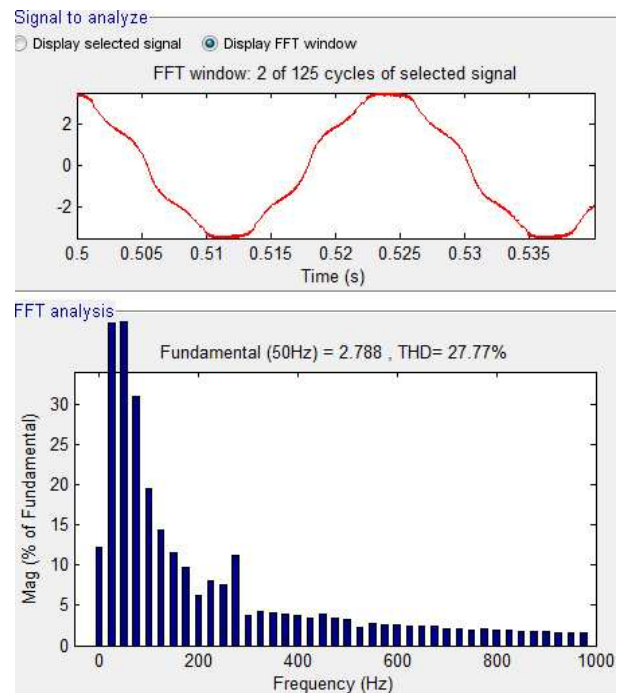 Signal to analyze
Display selected signal Display FFT window
FFT window: 2 of 125 cycles of selected signal
2
0
-2
0.5 0.505 0.51 0.515 0.52 0.525 0.53 0.535
Time (s)
FFT analysis
Fundamental (50Hz) = 2.788 , THD= 27.77%
Mag (% of Fundamental)
30
25
20
15
10
5
0
0 200 400 600 800 1000
Frequency (Hz)